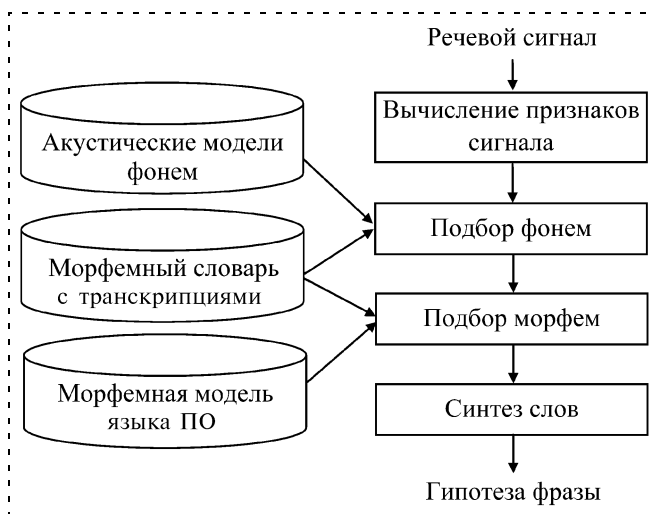 Речевой сигнал
Вычисление признаков
сигнала
Акустические модели
фонем
Подбор фонем
Морфемный словарь
с транскрипциями
Подбор морфем
Морфемная модель
языка ПО
Синтез слов
Гипотеза фразы